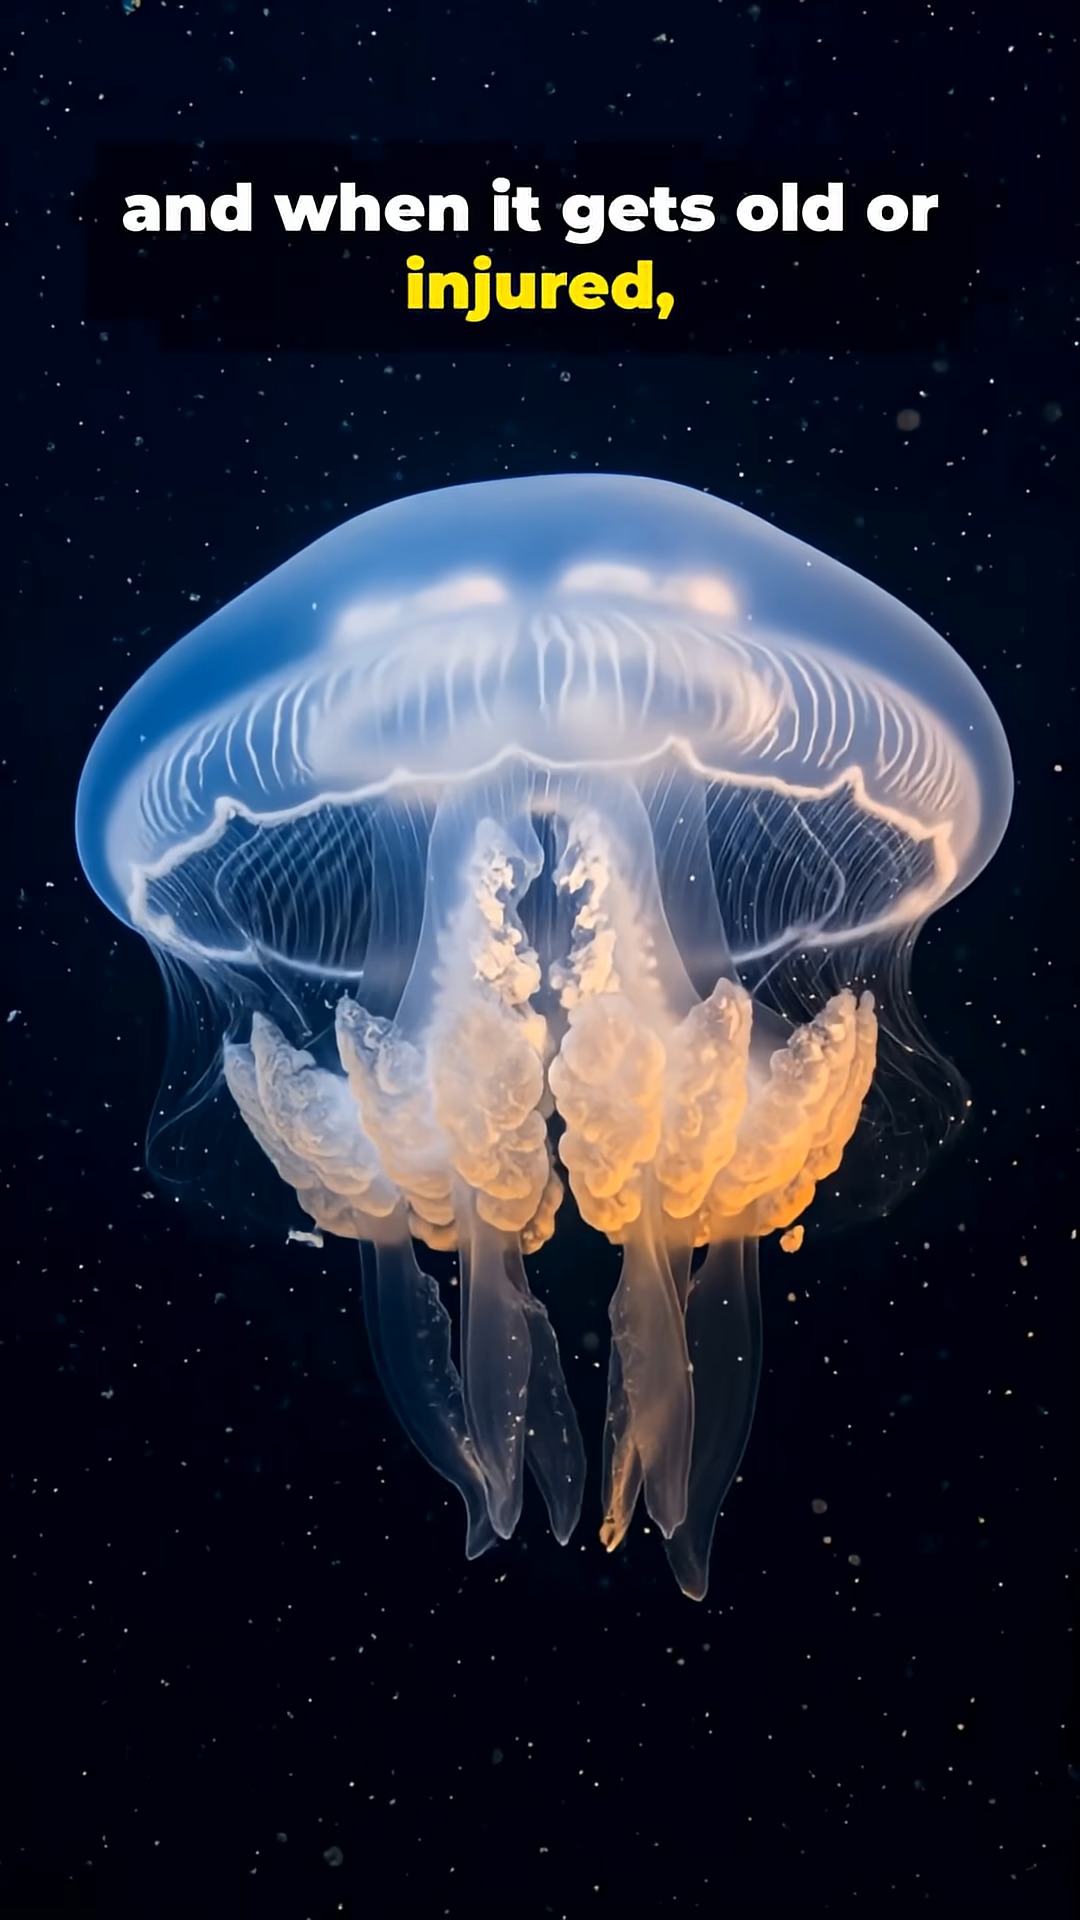 and when it gets old or
injured,